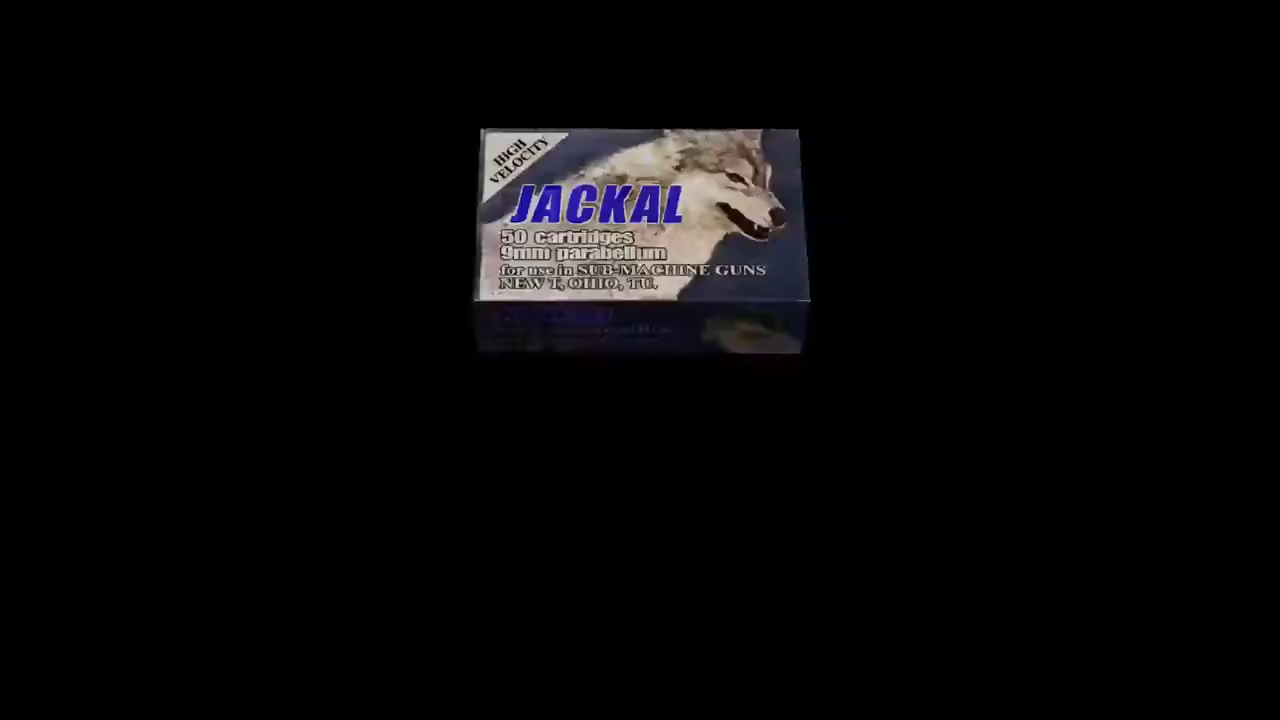 HIGH
VELOCITY
JACKAL
50 cartridges
9mm parabellum
for use in SUB-MACHINE GUNS
NEW T, OHIO, TU.